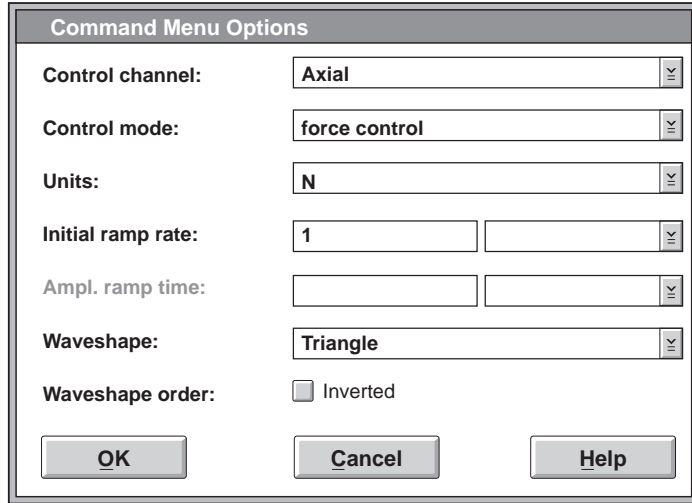 Command Menu Options
Control channel: Axial
Control mode: force control
Units: N
Initial ramp rate: 1
Ampl. ramp time:
Waveshape: Triangle
Waveshape order: Inverted
OK Cancel Help